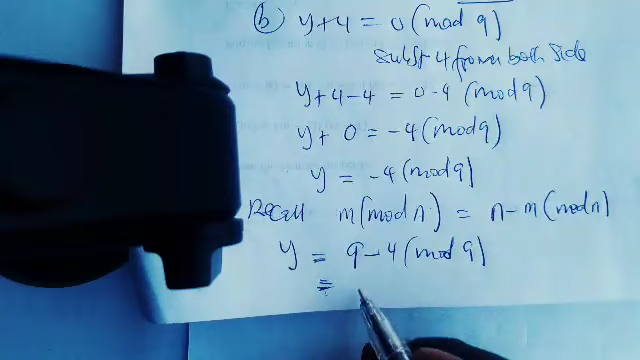 b) y+4 = 0 (mod 9)
subst 4 from both side
y+4-4 = 0-4 (mod 9)
y+ 0 = -4 (mod 9)
y = -4 (mod 9)
Recall m(mod n) = n-m (mod n)
y = 9-4 (mod 9)
=